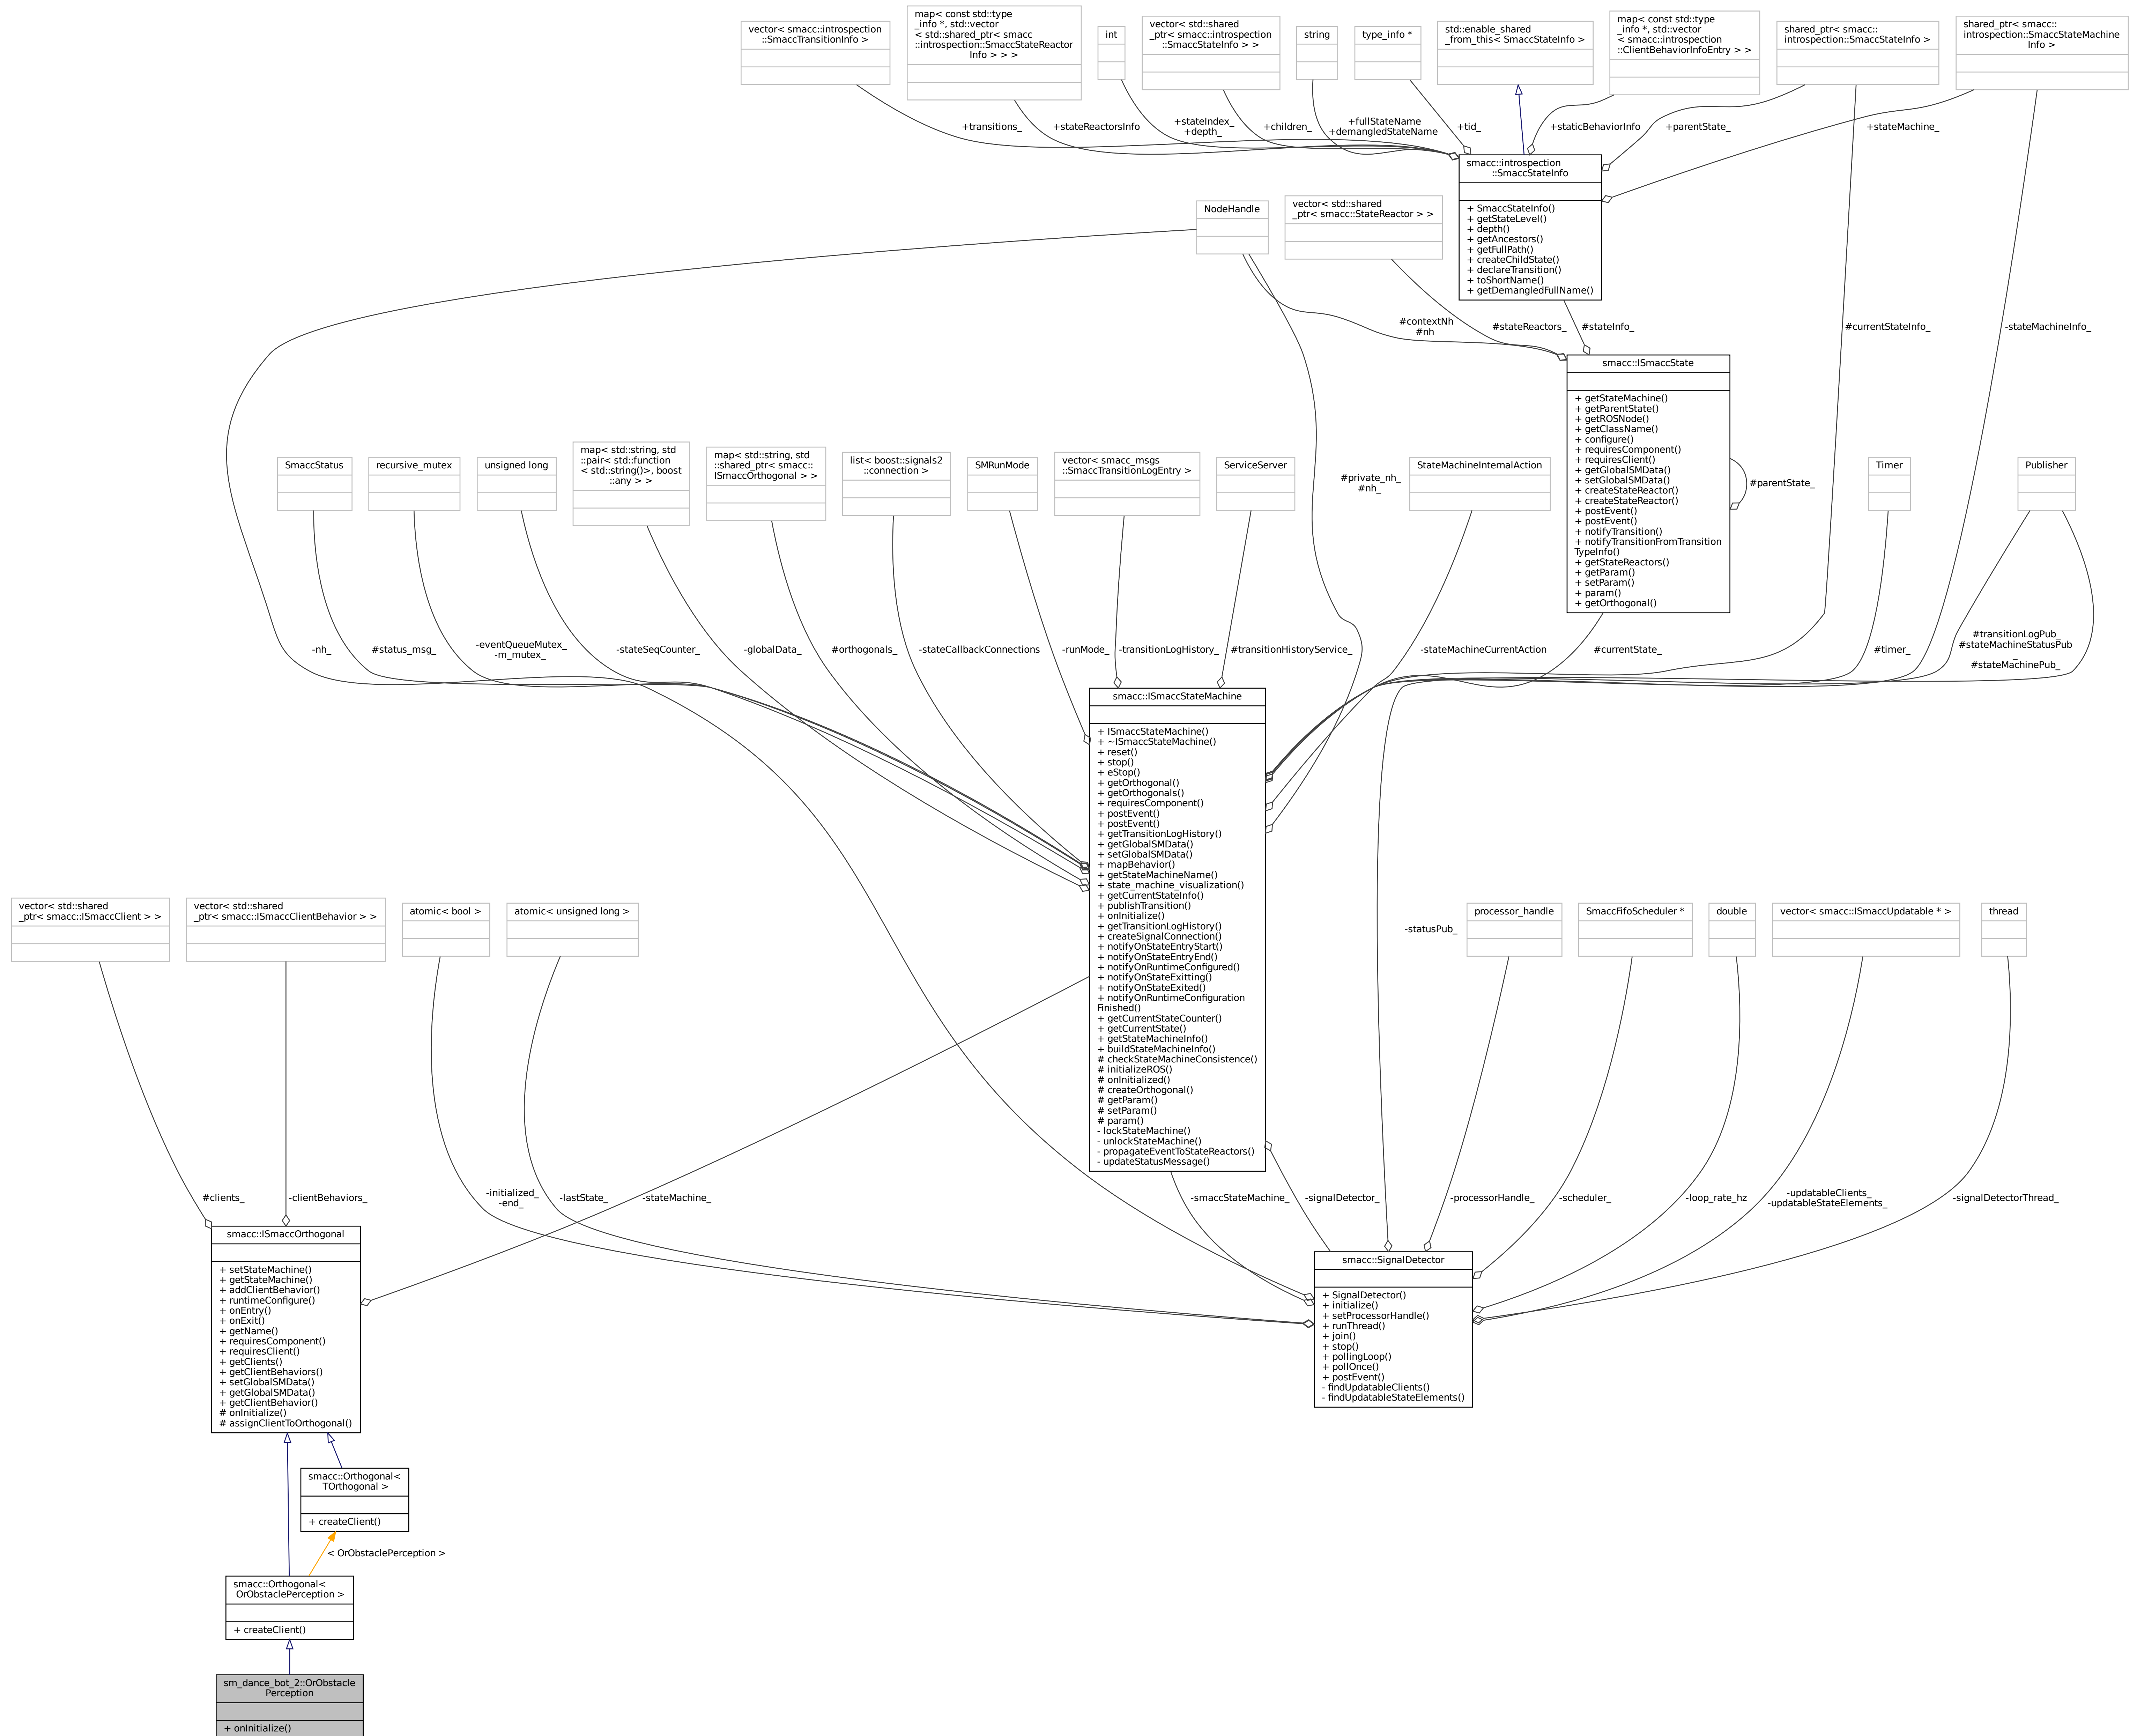 vector< smacc::introspection
::SmaccTransitionInfo >
map< const std::type
_info *, std::vector
< std::shared_ptr< smacc
::introspection::SmaccStateReactor
Info > > >
int
vector< std::shared
_ptr< smacc::introspection
::SmaccStateInfo > >
string
type_info *
std::enable_shared
_from_this< SmaccStateInfo >
map< const std::type
_info *, std::vector
< smacc::introspection
::ClientBehaviorInfoEntry > >
shared_ptr< smacc::
introspection::SmaccStateInfo >
shared_ptr< smacc::
introspection::SmaccStateMachine
Info >
+transitions_
+stateReactorsInfo
+stateIndex_
+depth_
+children_
+fullStateName
+demangledStateName
+tid_
+staticBehaviorInfo
+parentState_
+stateMachine_
smacc::introspection
::SmaccStateInfo
+ SmaccStateInfo()
+ getStateLevel()
+ depth()
+ getAncestors()
+ getFullPath()
+ createChildState()
+ declareTransition()
+ toShortName()
+ getDemangledFullName()
NodeHandle
vector< std::shared
_ptr< smacc::StateReactor > >
#contextNh
#nh
#stateReactors_
#stateInfo_
#currentStateInfo_
-stateMachineInfo_
smacc::ISmaccState
+ getStateMachine()
+ getParentState()
+ getROSNode()
+ getClassName()
+ configure()
+ requiresComponent()
+ requiresClient()
+ getGlobalSMData()
+ setGlobalSMData()
+ createStateReactor()
+ createStateReactor()
+ postEvent()
+ postEvent()
+ notifyTransition()
+ notifyTransitionFromTransition
TypeInfo()
+ getStateReactors()
+ getParam()
+ setParam()
+ param()
+ getOrthogonal()
#parentState_
SmaccStatus
recursive_mutex
unsigned long
map< std::string, std
::pair< std::function
< std::string()>, boost
::any > >
map< std::string, std
::shared_ptr< smacc::
ISmaccOrthogonal > >
list< boost::signals2
::connection >
SMRunMode
vector< smacc_msgs
::SmaccTransitionLogEntry >
ServiceServer
#private_nh_
#nh_
StateMachineInternalAction
Timer
Publisher
-nh_
#status_msg_
-eventQueueMutex_
-m_mutex_
-stateSeqCounter_
-globalData_
#orthogonals_
-stateCallbackConnections
-runMode_
-transitionLogHistory_
#transitionHistoryService_
-stateMachineCurrentAction
#currentState_
#timer_
#transitionLogPub_
#stateMachineStatusPub
_
#stateMachinePub_
smacc::ISmaccStateMachine
+ ISmaccStateMachine()
+ ~ISmaccStateMachine()
+ reset()
+ stop()
+ eStop()
+ getOrthogonal()
+ getOrthogonals()
+ requiresComponent()
+ postEvent()
+ postEvent()
+ getTransitionLogHistory()
+ getGlobalSMData()
+ setGlobalSMData()
+ mapBehavior()
+ getStateMachineName()
+ state_machine_visualization()
+ getCurrentStateInfo()
+ publishTransition()
+ onInitialize()
+ getTransitionLogHistory()
+ createSignalConnection()
+ notifyOnStateEntryStart()
+ notifyOnStateEntryEnd()
+ notifyOnRuntimeConfigured()
+ notifyOnStateExitting()
+ notifyOnStateExited()
+ notifyOnRuntimeConfiguration
Finished()
+ getCurrentStateCounter()
+ getCurrentState()
+ getStateMachineInfo()
+ buildStateMachineInfo()
# checkStateMachineConsistence()
# initializeROS()
# onInitialized()
# createOrthogonal()
# getParam()
# setParam()
# param()
- lockStateMachine()
- unlockStateMachine()
- propagateEventToStateReactors()
- updateStatusMessage()
vector< std::shared
_ptr< smacc::ISmaccClient > >
vector< std::shared
_ptr< smacc::ISmaccClientBehavior > >
atomic< bool >
atomic< unsigned long >
-statusPub_
processor_handle
SmaccFifoScheduler *
double
vector< smacc::ISmaccUpdatable * >
thread
#clients_
-clientBehaviors_
-initialized_
-end_
-lastState_
-stateMachine_
-smaccStateMachine_
-signalDetector_
-processorHandle_
-scheduler_
-loop_rate_hz
-updatableClients_
-updatableStateElements_
-signalDetectorThread_
smacc::ISmaccOrthogonal
+ setStateMachine()
+ getStateMachine()
+ addClientBehavior()
+ runtimeConfigure()
+ onEntry()
+ onExit()
+ getName()
+ requiresComponent()
+ requiresClient()
+ getClients()
+ getClientBehaviors()
+ setGlobalSMData()
+ getGlobalSMData()
+ getClientBehavior()
# onInitialize()
# assignClientToOrthogonal()
smacc::SignalDetector
+ SignalDetector()
+ initialize()
+ setProcessorHandle()
+ runThread()
+ join()
+ stop()
+ pollingLoop()
+ pollOnce()
+ postEvent()
- findUpdatableClients()
- findUpdatableStateElements()
smacc::Orthogonal<
TOrthogonal >
+ createClient()
< OrObstaclePerception >
smacc::Orthogonal<
OrObstaclePerception >
+ createClient()
sm_dance_bot_2::OrObstacle
Perception
+ onInitialize()